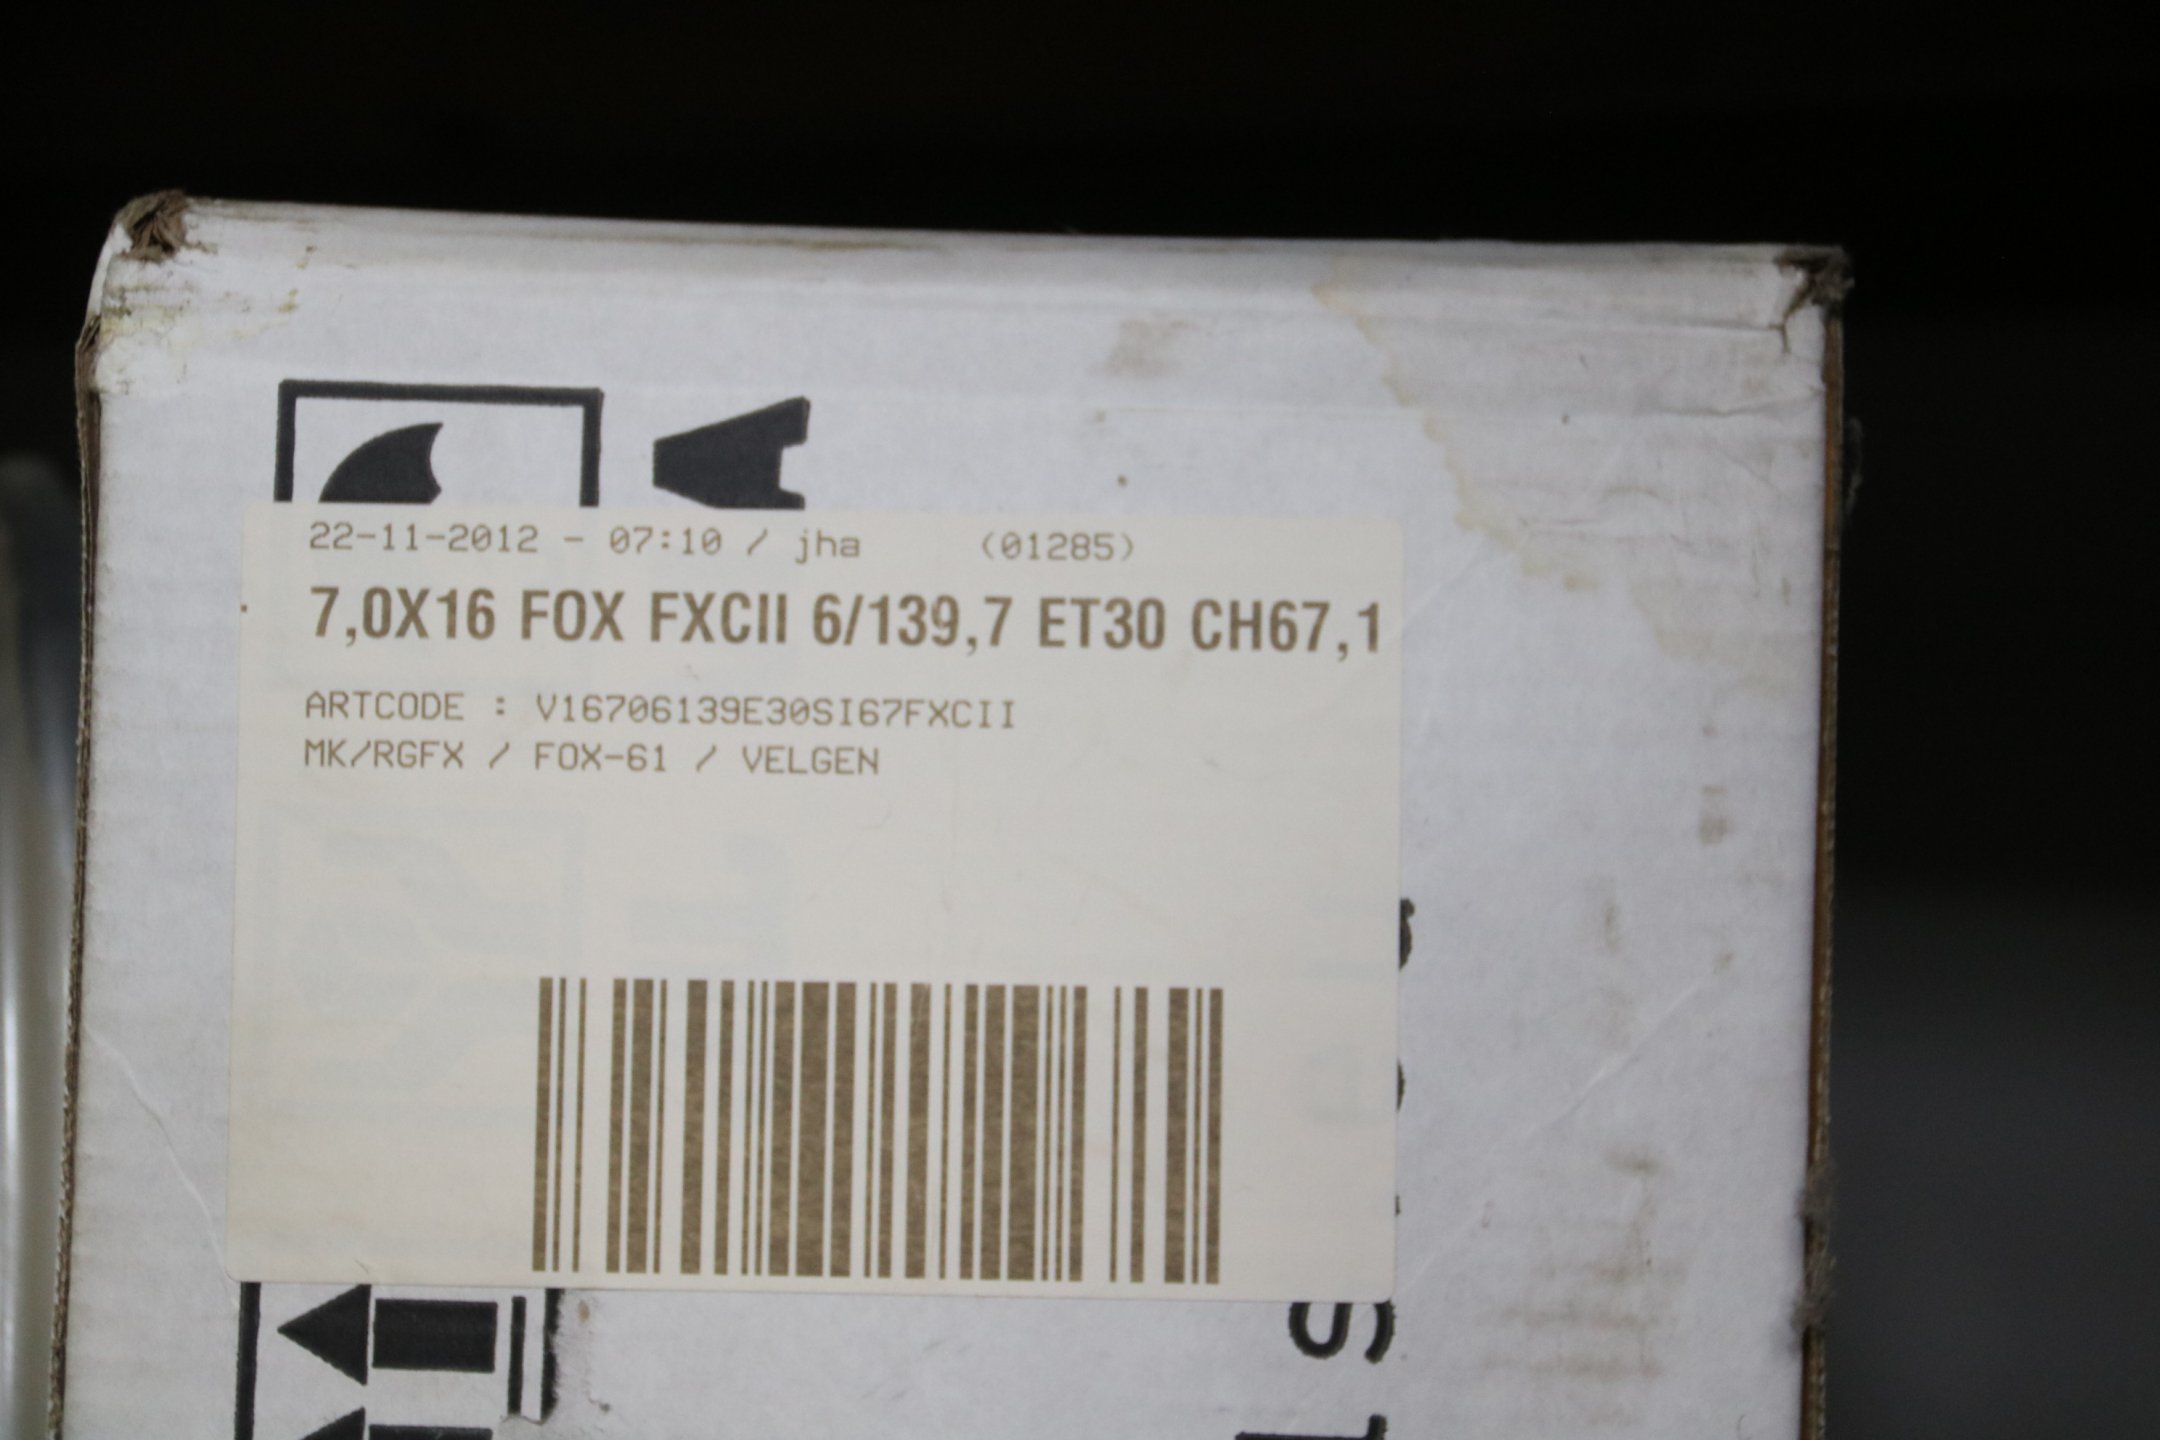 22-11-2012 - 07:10 / jha (01285)
7,0X16 FOX FXCII 6/139,7 ET30 CH67,1
ARTCODE : V16706139E30SI67FXCII
MK/RGFX / FOX-61 / VELGEN